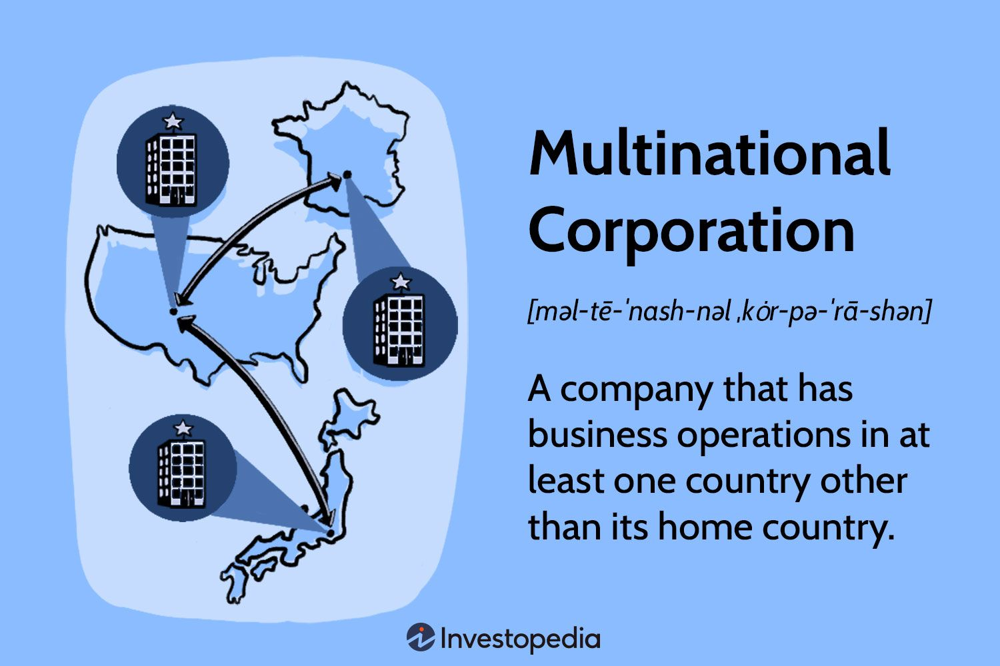 Multinational
Corporation
[məl-tē-ˈnash-nəl ˌkȯr-pə-ˈrā-shən]
A company that has
business operations in at
least one country other
than its home country.
Investopedia